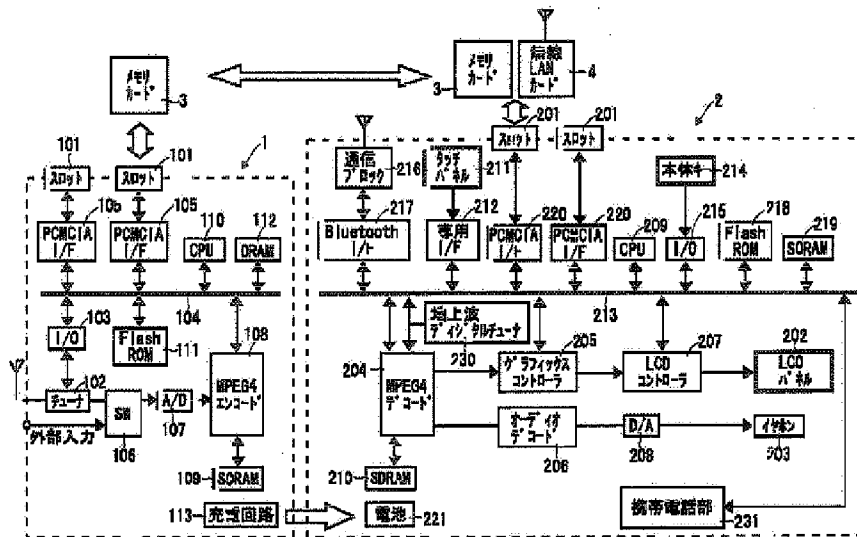 メモリ
カード
3
メモリ
カード
3
無線
LAN
カード
4
1
2
101
スロット
101
スロット
201
スロット
201
スロット
通信
ブロック
216
タッチ
パネル
211
本体キー
214
105
PCMCIA
I/F
105
PCMCIA
I/F
110
CPU
112
DRAM
217
Bluetooth
I/F
212
専用
I/F
220
PCMCIA
I/F
220
PCMCIA
I/F
209
CPU
215
I/O
218
Flash
ROM
219
SDRAM
104
213
103
I/O
Flash
ROM
111
108
MPEG4
エンコード
102
チューナ
SW
106
A/D
107
外部入力
109
SDRAM
113
充電回路
地上波
ディジタルチューナ
230
204
MPEG4
デコード
205
グラフィックス
コントローラ
207
LCD
コントローラ
202
LCD
パネル
オーディオ
デコード
206
D/A
208
イヤホン
203
210
SDRAM
電池
221
携帯電話部
231